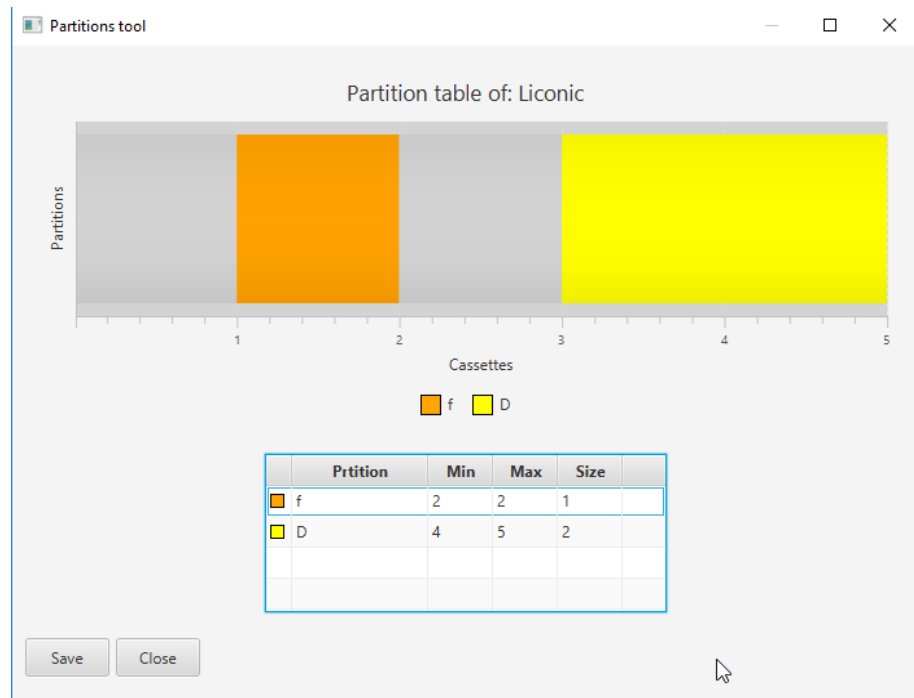 Partitions tool
Partition table of: Liconic
Partitions
1 2 3 4 5
Cassettes
f D
Prtition Min Max Size
f 2 2 1
D 4 5 2
Save Close